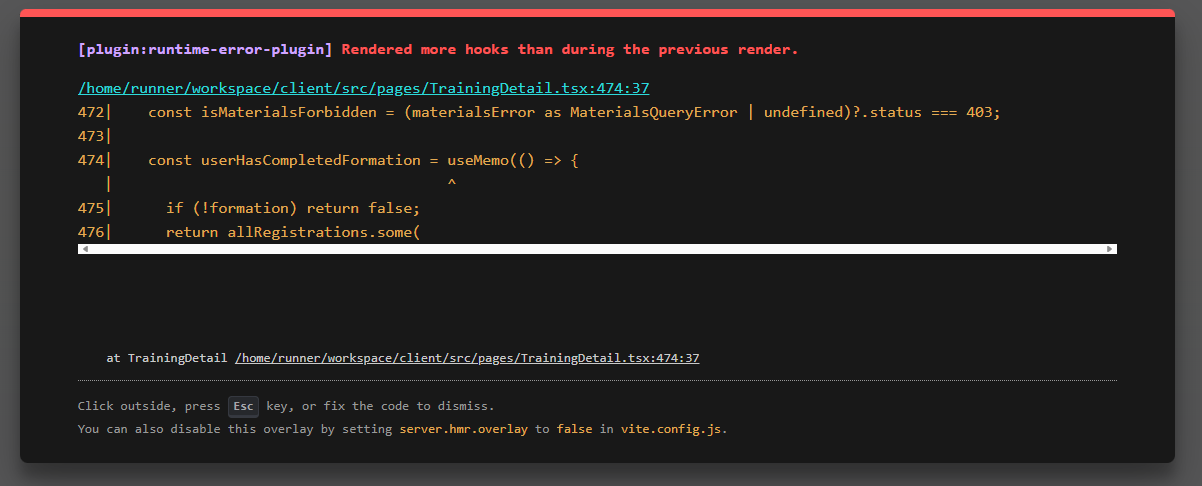 [plugin:runtime-error-plugin] Rendered more hooks than during the previous render.
/home/runner/workspace/client/src/pages/TrainingDetail.tsx:474:37
472|    const isMaterialsForbidden = (materialsError as MaterialsQueryError | undefined)?.status === 403;
473|
474|    const userHasCompletedFormation = useMemo(() => {
   |                                      ^
475|      if (!formation) return false;
476|      return allRegistrations.some(
at TrainingDetail /home/runner/workspace/client/src/pages/TrainingDetail.tsx:474:37
Click outside, press Esc key, or fix the code to dismiss.
You can also disable this overlay by setting server.hmr.overlay to false in vite.config.js.